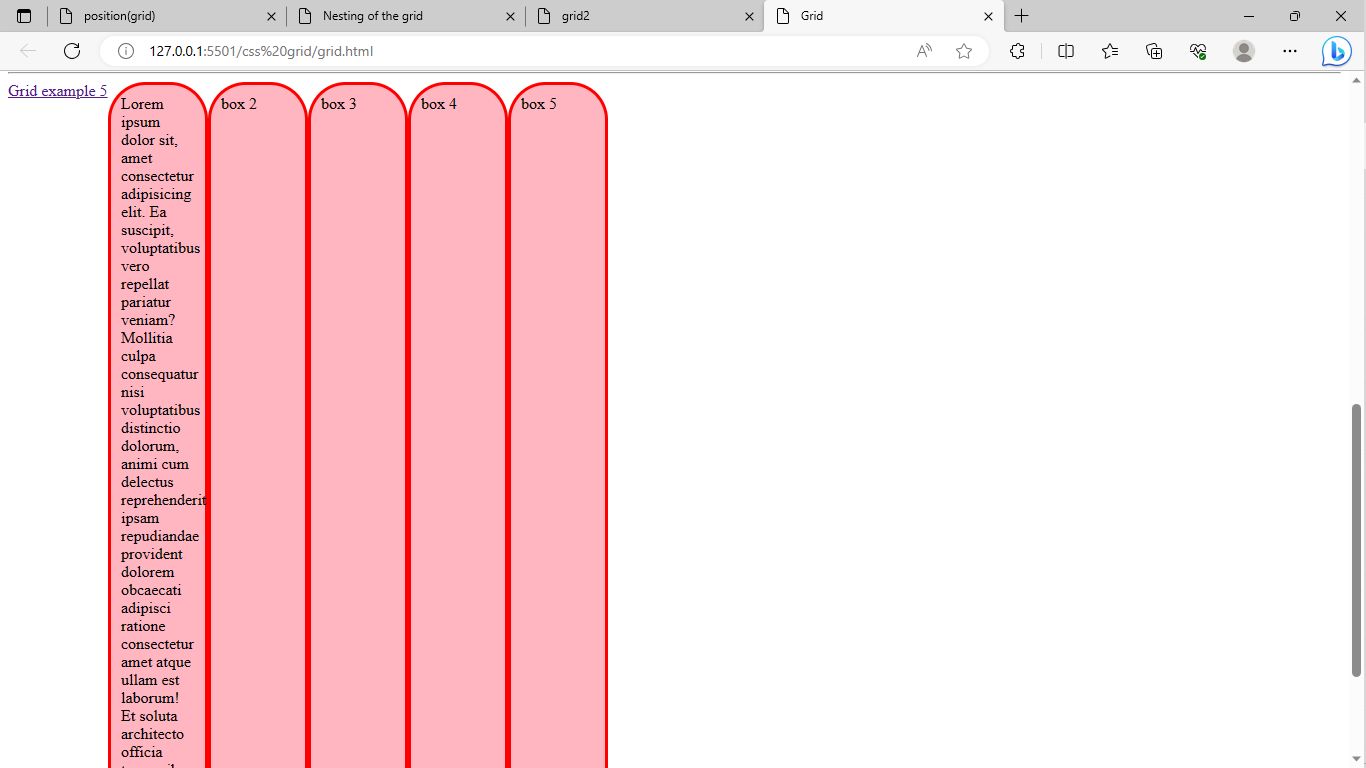 position(grid)
Nesting of the grid
grid2
Grid
127.0.0.1:5501/css%20grid/grid.html
Grid example 5
Lorem
ipsum
dolor sit,
amet
consectetur
adipisicing
elit. Ea
suscipit,
voluptatibus
vero
repellat
pariatur
veniam?
Mollitia
culpa
consequatur
nisi
voluptatibus
distinctio
dolorum,
animi cum
delectus
reprehenderit
ipsam
repudiandae
provident
dolorem
obcaecati
adipisci
ratione
consectetur
amet atque
ullam est
laborum!
Et soluta
architecto
officia
box 2
box 3
box 4
box 5